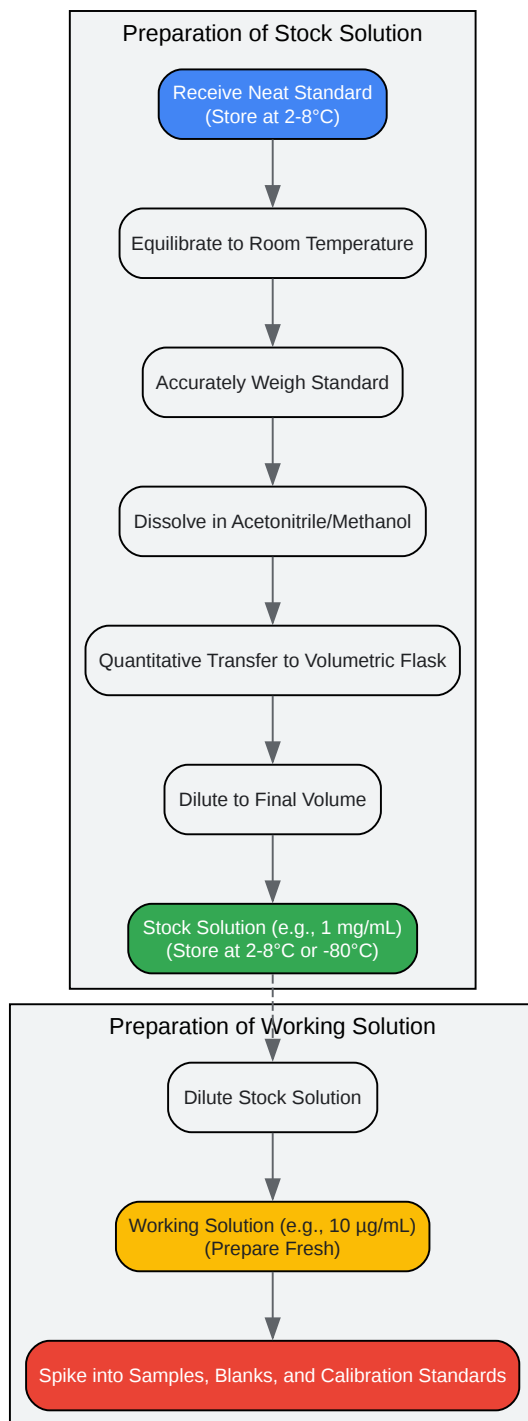 Preparation of Stock Solution
Receive Neat Standard
(Store at 2-8°C)
Equilibrate to Room Temperature
Accurately Weigh Standard
Dissolve in Acetonitrile/Methanol
Quantitative Transfer to Volumetric Flask
Dilute to Final Volume
Stock Solution (e.g., 1 mg/mL)
(Store at 2-8°C or -80°C)
Preparation of Working Solution
Dilute Stock Solution
Working Solution (e.g., 10 µg/mL)
(Prepare Fresh)
Spike into Samples, Blanks, and Calibration Standards